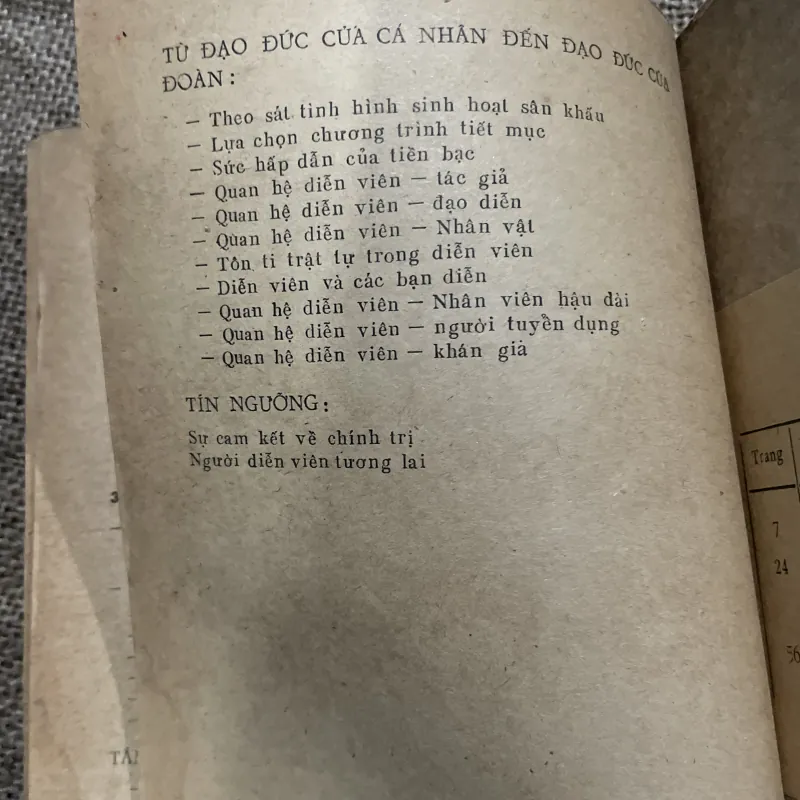 TỪ ĐẠO ĐỨC CỦA CÁ NHÂN ĐẾN ĐẠO ĐỨC CỦA
ĐOÀN :
— Theo sát tình hình sinh hoạt sân khấu
— Lựa chọn chương trình tiết mục
— Sức hấp dẫn của tiền bạc
— Quan hệ diễn viên — tác giả
— Quan hệ diễn viên — đạo diễn
— Quàn hệ diễn viên — Nhân vật
— Tôn ti trật tự trong diễn viên
— Diễn viên và các bạn diễn
— Quan hệ diễn viên — Nhân viên hậu dài
— Quan hệ diễn viên — người tuyển dụng
— Quan hệ diễn viên — khán giả
TÍN NGƯỠNG :
Sự cam kết về chính trị
Người diễn viên tương lai
3
Trang
7
24
56